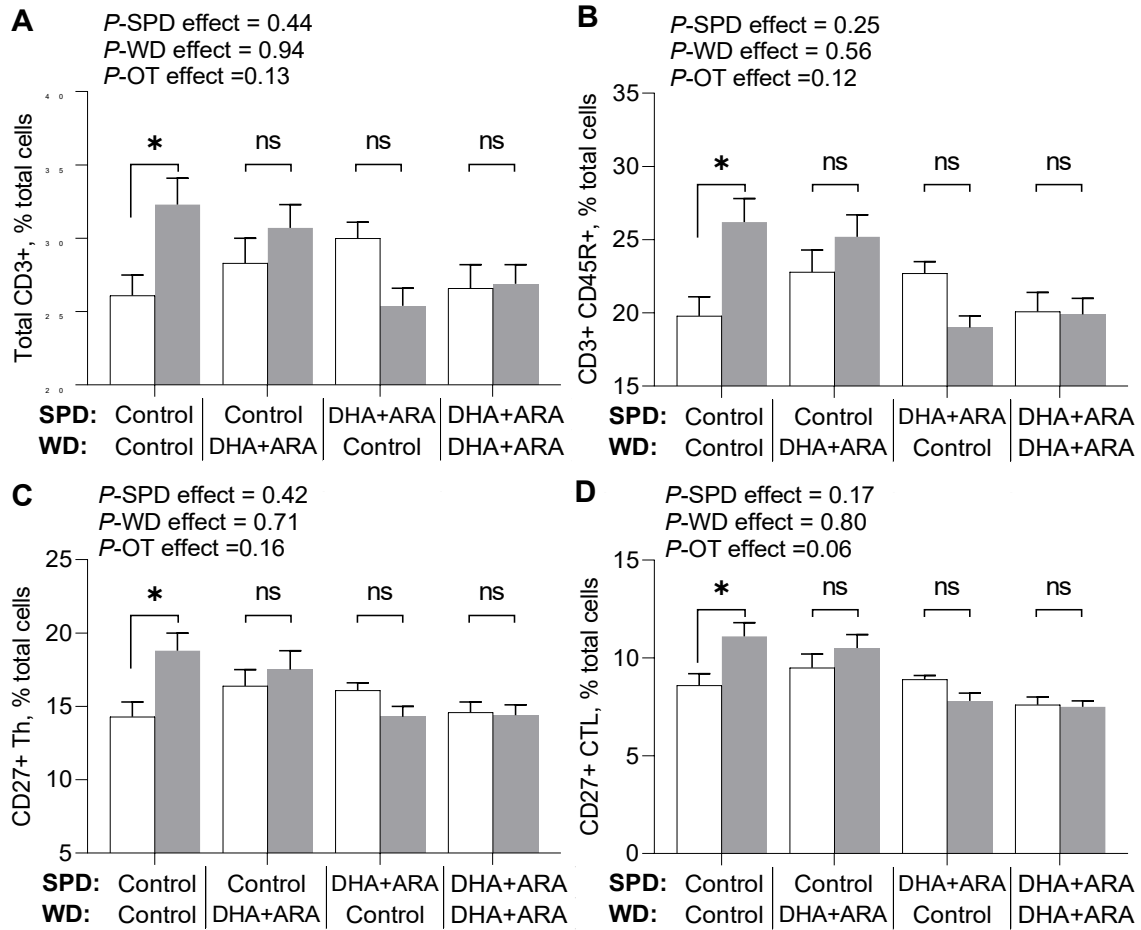 A
P-SPD effect = 0.44
P-WD effect = 0.94
P-OT effect =0.13
Total CD3+, % total cells
40
35
30
25
20
* ns ns ns
SPD: Control Control DHA+ARA DHA+ARA
WD: Control DHA+ARA Control DHA+ARA
B
P-SPD effect = 0.25
P-WD effect = 0.56
P-OT effect =0.12
CD3+ CD45R+, % total cells
35
30
25
20
15
* ns ns ns
SPD: Control Control DHA+ARA DHA+ARA
WD: Control DHA+ARA Control DHA+ARA
C
P-SPD effect = 0.42
P-WD effect = 0.71
P-OT effect =0.16
CD27+ Th, % total cells
25
20
15
10
5
* ns ns ns
SPD: Control Control DHA+ARA DHA+ARA
WD: Control DHA+ARA Control DHA+ARA
D
P-SPD effect = 0.17
P-WD effect = 0.80
P-OT effect =0.06
CD27+ CTL, % total cells
15
10
5
0
* ns ns ns
SPD: Control Control DHA+ARA DHA+ARA
WD: Control DHA+ARA Control DHA+ARA